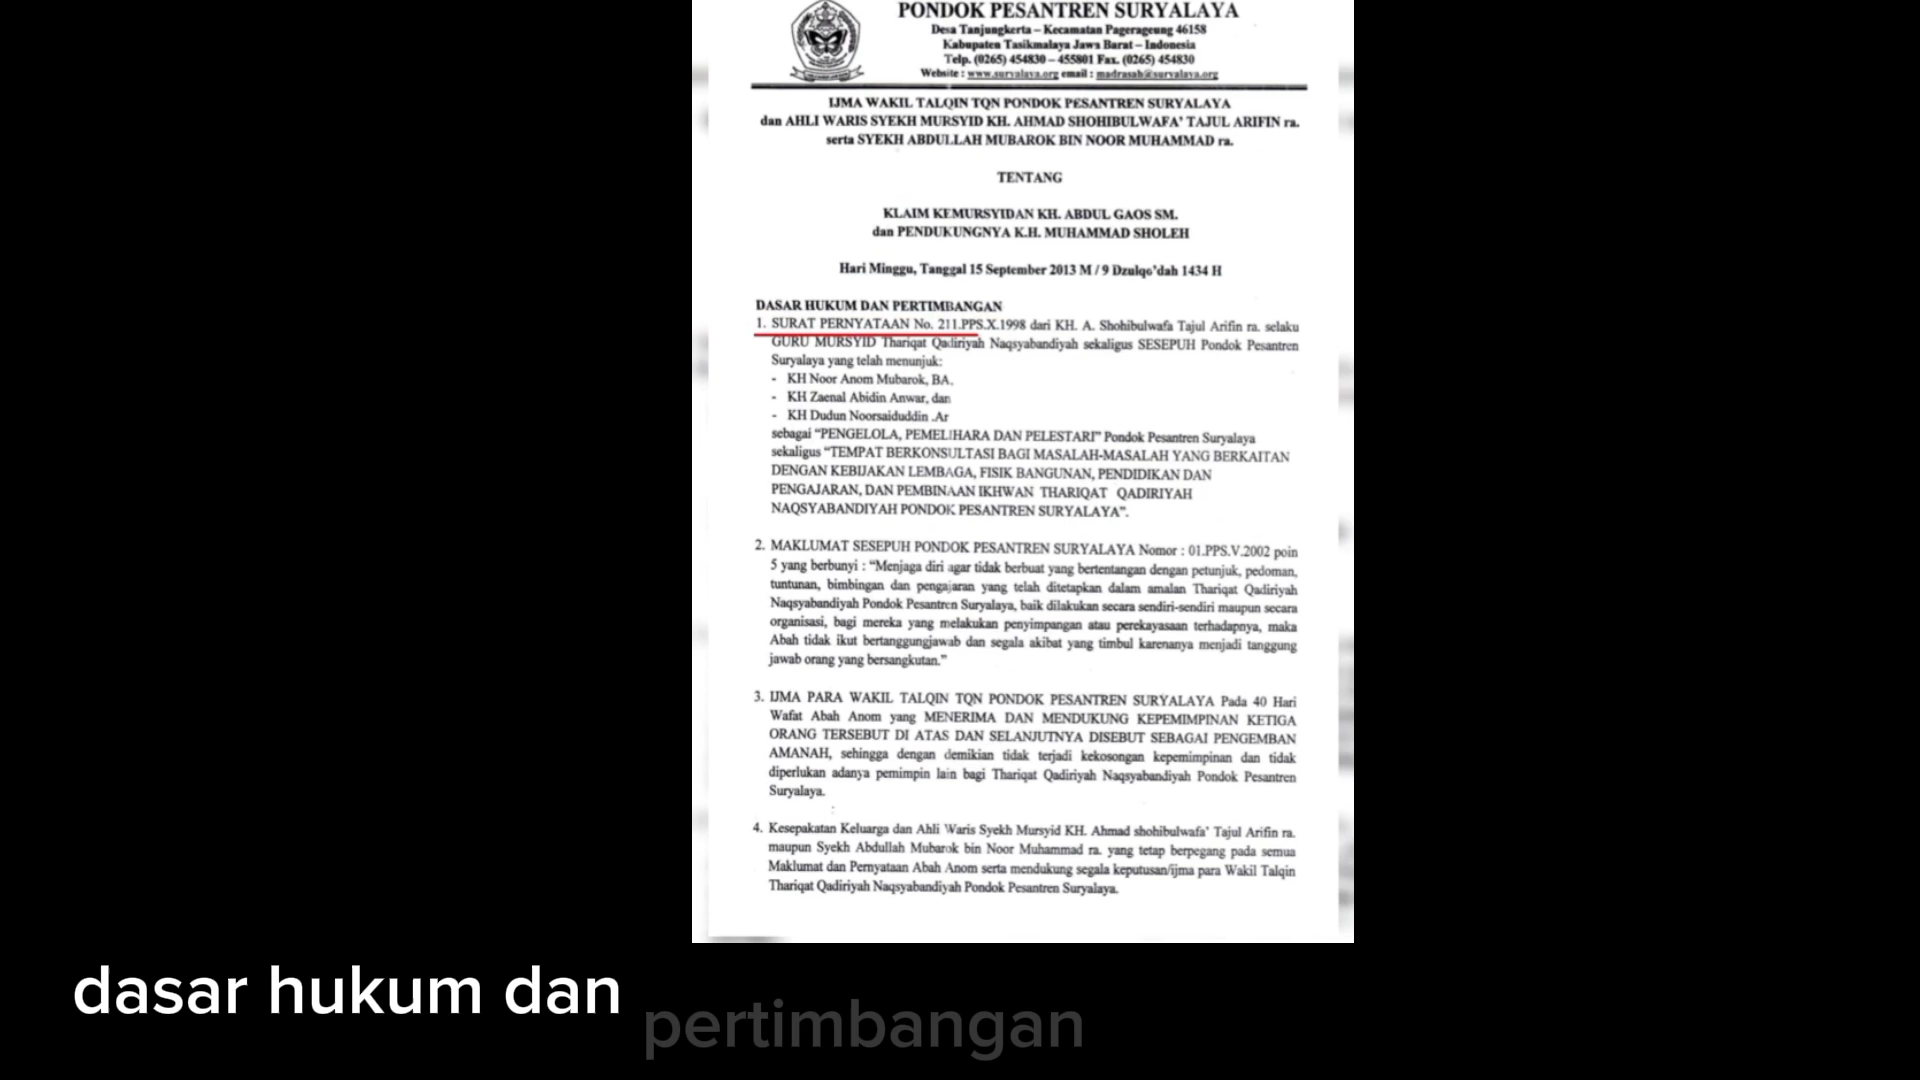 PONDOK PESANTREN SURYALAYA
Desa Tanjungkerta – Kecamatan Pagerageung 46158
Kabupaten Tasikmalaya Jawa Barat – Indonesia
Telp. (0265) 454830 – 455801 Fax. (0265) 454830
Website : www.suryalaya.org email : madrasah@suryalaya.org
IJMA WAKIL TALQIN TQN PONDOK PESANTREN SURYALAYA
dan AHLI WARIS SYEKH MURSYID KH. AHMAD SHOHIBULWAFA' TAJUL ARIFIN ra.
serta SYEKH ABDULLAH MUBAROK BIN NOOR MUHAMMAD ra.
TENTANG
KLAIM KEMURSYIDAN KH. ABDUL GAOS SM.
dan PENDUKUNGNYA K.H. MUHAMMAD SHOLEH
Hari Minggu, Tanggal 15 September 2013 M / 9 Dzulqo'dah 1434 H
DASAR HUKUM DAN PERTIMBANGAN
1. SURAT PERNYATAAN No. 211.PPS.X.1998 dari KH. A. Shohibulwafa Tajul Arifin ra. selaku
GURU MURSYID Thariqat Qadiriyah Naqsyabandiyah sekaligus SESEPUH Pondok Pesantren
Suryalaya yang telah menunjuk:
- KH Noor Anom Mubarok, BA,
- KH Zaenal Abidin Anwar, dan
- KH Dudun Noorsaiduddin .Ar
sebagai “PENGELOLA, PEMELIHARA DAN PELESTARI” Pondok Pesantren Suryalaya
sekaligus “TEMPAT BERKONSULTASI BAGI MASALAH-MASALAH YANG BERKAITAN
DENGAN KEBIJAKAN LEMBAGA, FISIK BANGUNAN, PENDIDIKAN DAN
PENGAJARAN, DAN PEMBINAAN IKHWAN THARIQAT QADIRIYAH
NAQSYABANDIYAH PONDOK PESANTREN SURYALAYA”.
2. MAKLUMAT SESEPUH PONDOK PESANTREN SURYALAYA Nomor : 01.PPS.V.2002 poin
5 yang berbunyi : “Menjaga diri agar tidak berbuat yang bertentangan dengan petunjuk, pedoman,
tuntunan, bimbingan dan pengajaran yang telah ditetapkan dalam amalan Thariqat Qadiriyah
Naqsyabandiyah Pondok Pesantren Suryalaya, baik dilakukan secara sendiri-sendiri maupun secara
organisasi, bagi mereka yang melakukan penyimpangan atau perekayasaan terhadapnya, maka
Abah tidak ikut bertanggungjawab dan segala akibat yang timbul karenanya menjadi tanggung
jawab orang yang bersangkutan.”
3. IJMA PARA WAKIL TALQIN TQN PONDOK PESANTREN SURYALAYA Pada 40 Hari
Wafat Abah Anom yang MENERIMA DAN MENDUKUNG KEPEMIMPINAN KETIGA
ORANG TERSEBUT DI ATAS DAN SELANJUTNYA DISEBUT SEBAGAI PENGEMBAN
AMANAH, sehingga dengan demikian tidak terjadi kekosongan kepemimpinan dan tidak
diperlukan adanya pemimpin lain bagi Thariqat Qadiriyah Naqsyabandiyah Pondok Pesantren
Suryalaya.
4. Kesepakatan Keluarga dan Ahli Waris Syekh Mursyid KH. Ahmad shohibulwafa' Tajul Arifin ra.
maupun Syekh Abdullah Mubarok bin Noor Muhammad ra. yang tetap berpegang pada semua
Maklumat dan Pernyataan Abah Anom serta mendukung segala keputusan/ijma para Wakil Talqin
Thariqat Qadiriyah Naqsyabandiyah Pondok Pesantren Suryalaya.
dasar hukum dan
pertimbangan